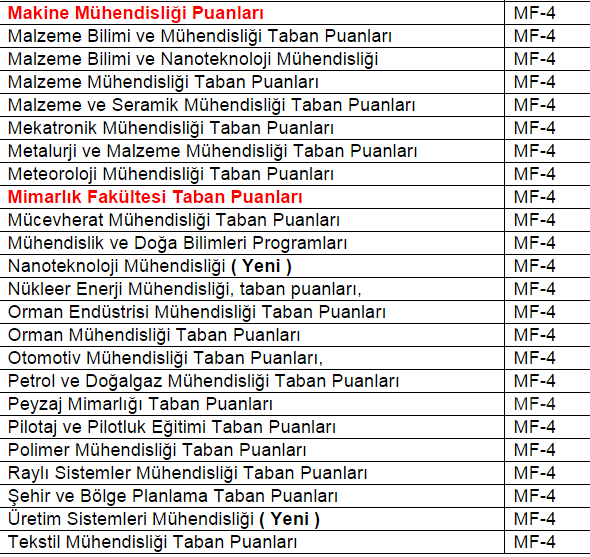 Makine Mühendisliği Puanları MF-4
Malzeme Bilimi ve Mühendisliği Taban Puanları MF-4
Malzeme Bilimi ve Nanoteknoloji Mühendisliği MF-4
Malzeme Mühendisliği Taban Puanları MF-4
Malzeme ve Seramik Mühendisliği Taban Puanları MF-4
Mekatronik Mühendisliği Taban Puanları MF-4
Metalurji ve Malzeme Mühendisliği Taban Puanları MF-4
Meteoroloji Mühendisliği Taban Puanları MF-4
Mimarlık Fakültesi Taban Puanları MF-4
Mücevherat Mühendisliği Taban Puanları MF-4
Mühendislik ve Doğa Bilimleri Programları MF-4
Nanoteknoloji Mühendisliği ( Yeni ) MF-4
Nükleer Enerji Mühendisliği, taban puanları, MF-4
Orman Endüstrisi Mühendisliği Taban Puanları MF-4
Orman Mühendisliği Taban Puanları MF-4
Otomotiv Mühendisliği Taban Puanları, MF-4
Petrol ve Doğalgaz Mühendisliği Taban Puanları MF-4
Peyzaj Mimarlığı Taban Puanları MF-4
Pilotaj ve Pilotluk Eğitimi Taban Puanları MF-4
Polimer Mühendisliği Taban Puanları MF-4
Raylı Sistemler Mühendisliği Taban Puanları MF-4
Şehir ve Bölge Planlama Taban Puanları MF-4
Üretim Sistemleri Mühendisliği ( Yeni ) MF-4
Tekstil Mühendisliği Taban Puanları MF-4